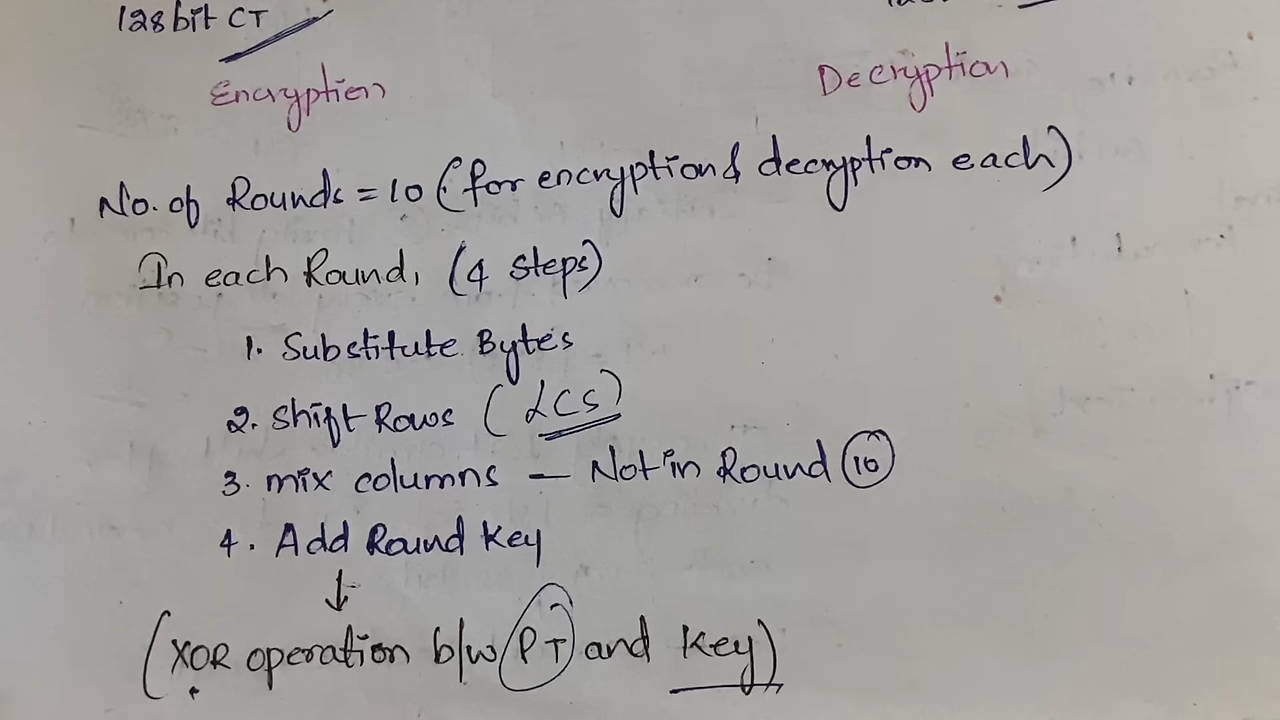 128 bit CT
Encryption
Decryption
No. of Rounds = 10 (for encryption & decryption each)
In each Round, (4 steps)
1. Substitute Bytes
2. Shift Rows (LCS)
3. mix columns — Not in Round 10
4. Add Round Key
↓
(XOR operation b/w PT and Key)